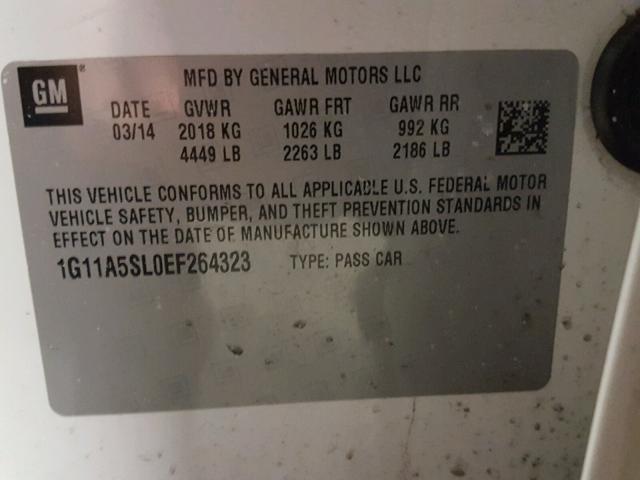 GM ® MFD BY GENERAL MOTORS LLC
DATE GVWR GAWR FRT GAWR RR
03/14 2018 KG 1026 KG 992 KG
4449 LB 2263 LB 2186 LB
THIS VEHICLE CONFORMS TO ALL APPLICABLE U.S. FEDERAL MOTOR
VEHICLE SAFETY, BUMPER, AND THEFT PREVENTION STANDARDS IN
EFFECT ON THE DATE OF MANUFACTURE SHOWN ABOVE.
1G11A5SL0EF264323 TYPE: PASS CAR